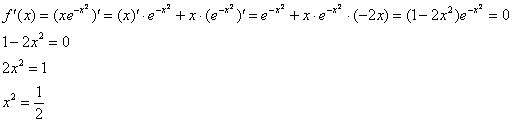 f'(x) = (xe^{-x^2})' = (x)'·e^{-x^2} + x·(e^{-x^2})' = e^{-x^2} + x·e^{-x^2}·(-2x) = (1-2x^2)e^{-x^2} = 0
1-2x^2 = 0
2x^2 = 1
x^2 = \frac{1}{2}